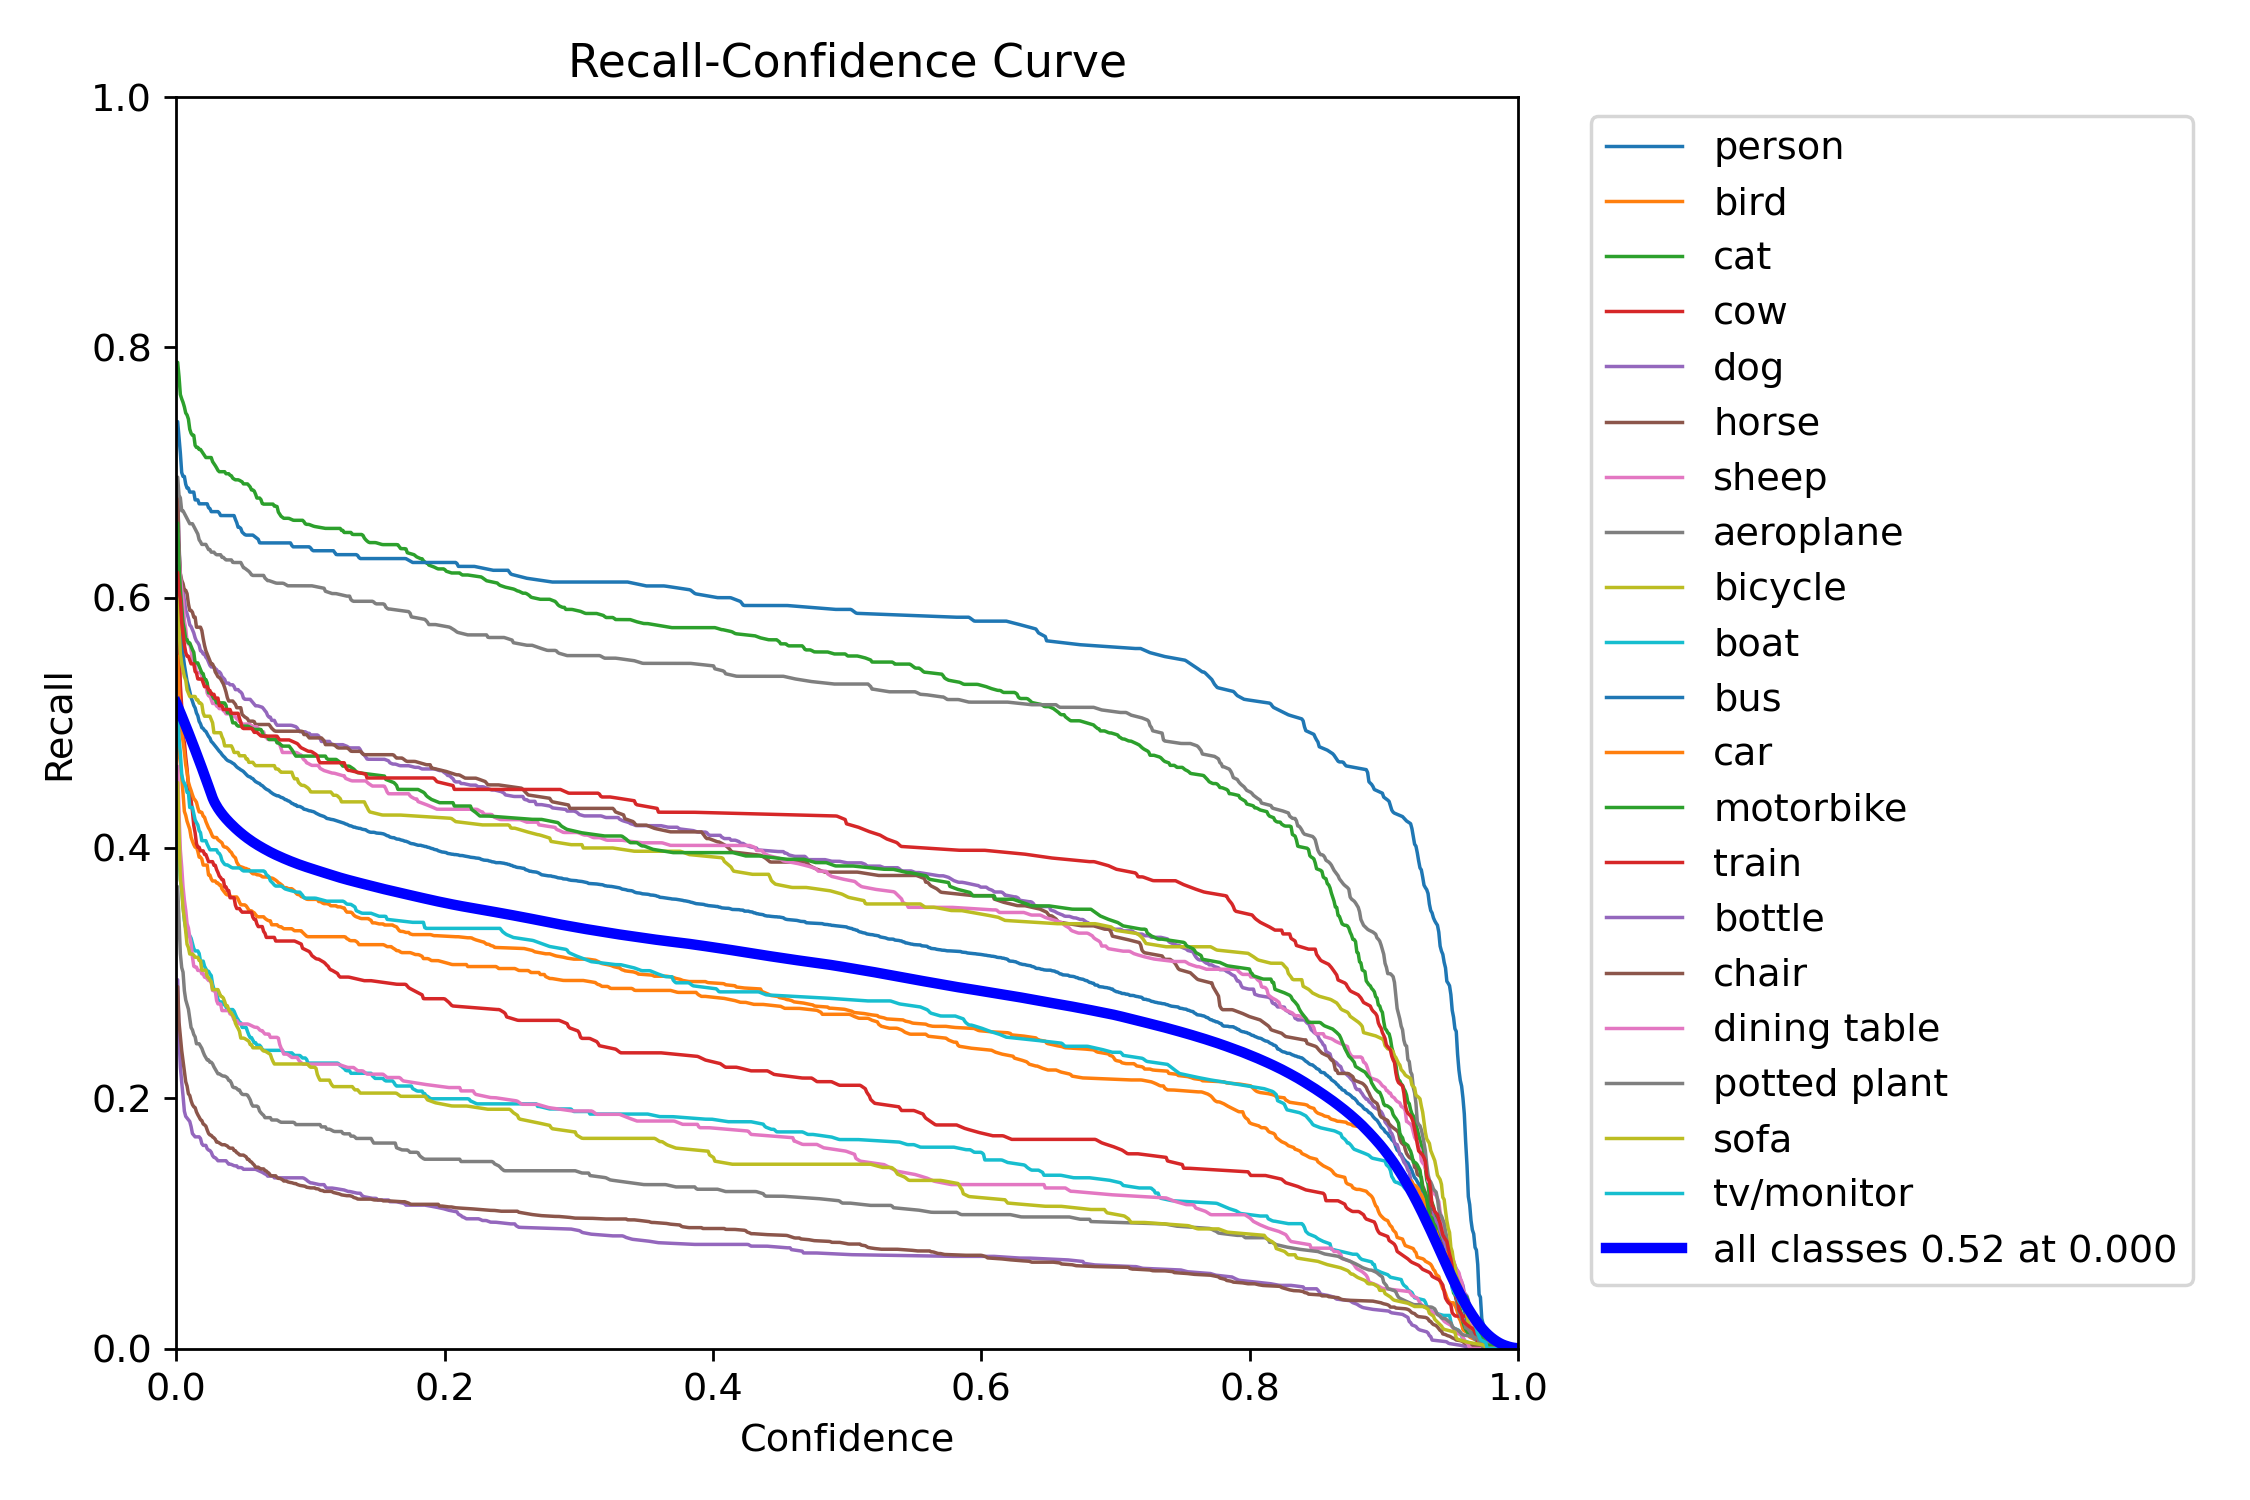 Recall-Confidence Curve
1.0
0.8
0.6
0.4
0.2
0.0
Recall
0.0 0.2 0.4 0.6 0.8 1.0
Confidence
person
bird
cat
cow
dog
horse
sheep
aeroplane
bicycle
boat
bus
car
motorbike
train
bottle
chair
dining table
potted plant
sofa
tv/monitor
all classes 0.52 at 0.000